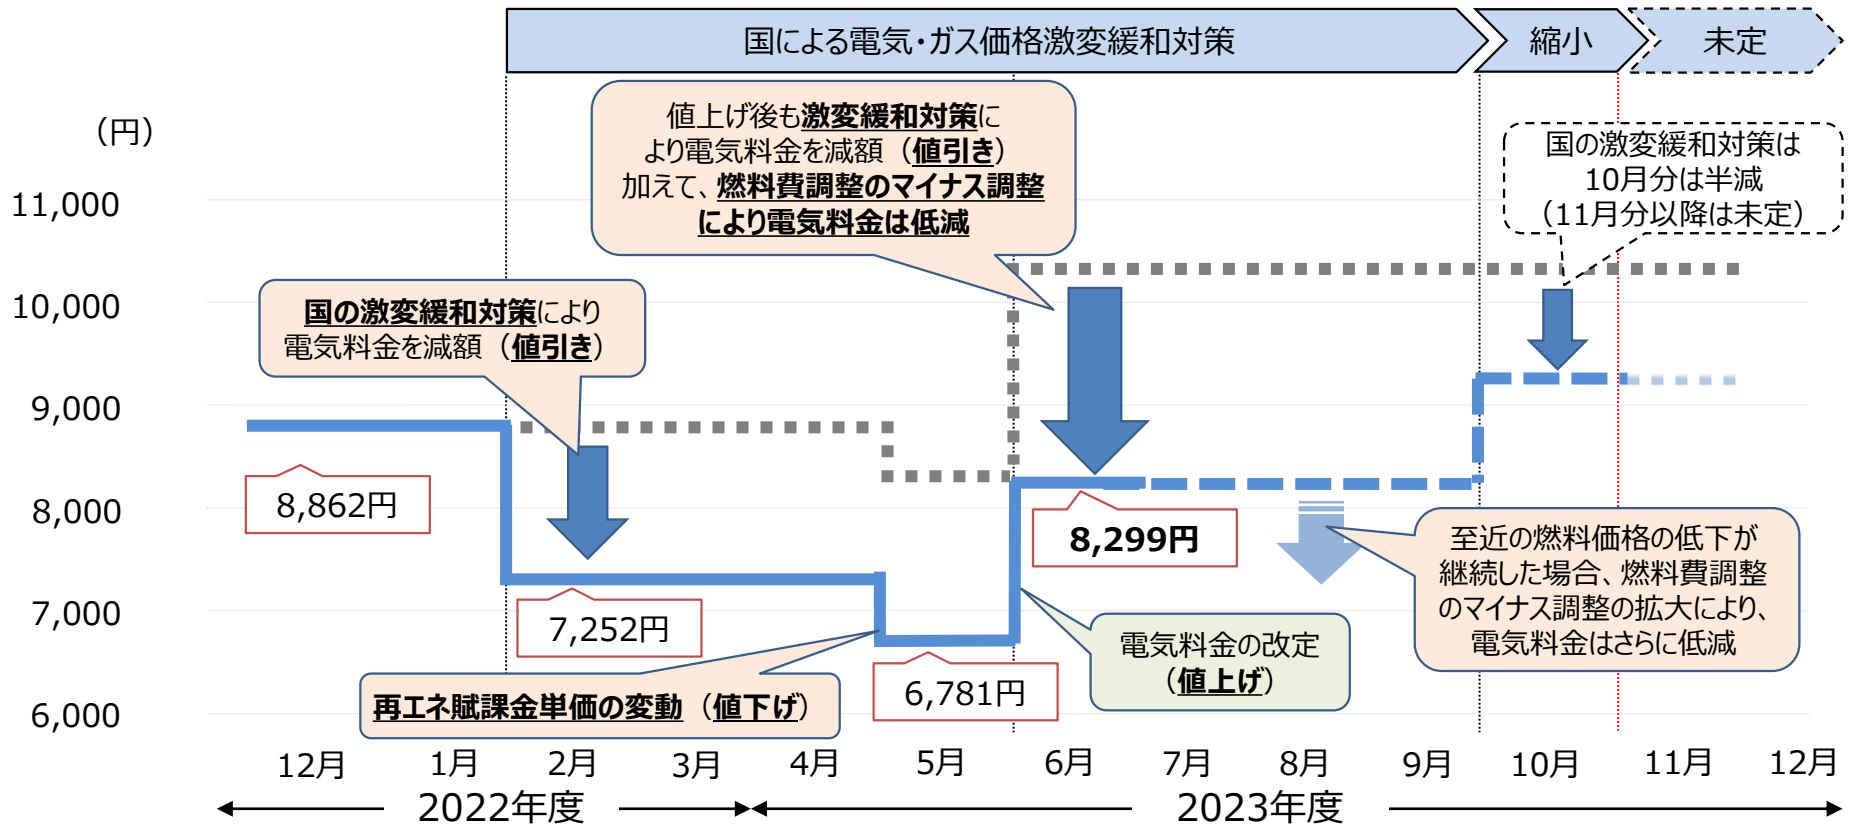 国による電気・ガス価格激変緩和対策
縮小
未定
（円）
値上げ後も激変緩和対策に
より電気料金を減額（値引き）
加えて、燃料費調整のマイナス調整
により電気料金は低減
国の激変緩和対策は
10月分は半減
（11月分以降は未定）
11,000
10,000
9,000
8,000
7,000
6,000
国の激変緩和対策により
電気料金を減額（値引き）
8,862円
7,252円
6,781円
8,299円
再エネ賦課金単価の変動（値下げ）
電気料金の改定
（値上げ）
至近の燃料価格の低下が
継続した場合、燃料費調整
のマイナス調整の拡大により、
電気料金はさらに低減
12月 1月 2月 3月 4月 5月 6月 7月 8月 9月 10月 11月 12月
2022年度 2023年度